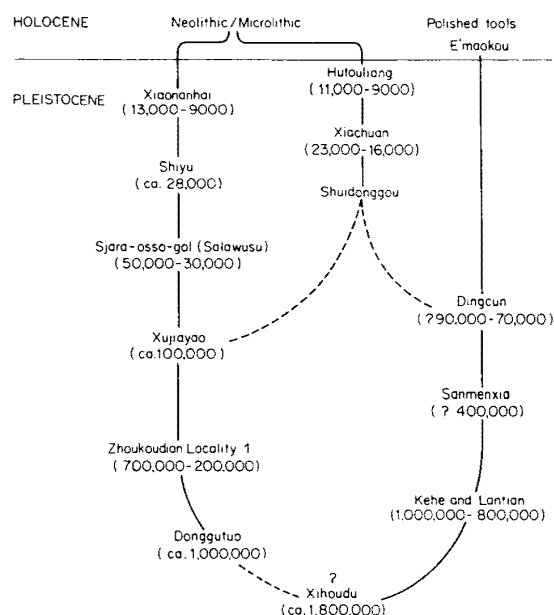 HOLOCENE
Neolithic/Microlithic
Polished tools
E'maokou
PLEISTOCENE
Xiaonanhai
(13,000-9000)
Hutouliang
(11,000-9000)
Xiachuan
(23,000-16,000)
Shiyu
(ca. 28,000)
Shuidonggou
Sjara-osso-gol (Salawusu)
(50,000-30,000)
Dingcun
(?90,000-70,000)
Xujiayao
(ca.100,000)
Sanmenxia
(? 400,000)
Zhoukoudian Locality 1
(700,000-200,000)
Kehe and Lantian
(1,000,000-800,000)
Donggutuo
(ca.1,000,000)
?
Xihoudu
(ca.1,800,000)